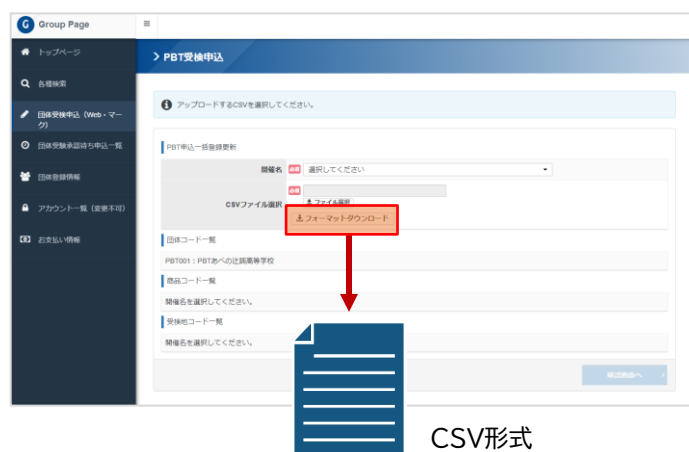 G Group Page
トップページ
PBT受検申込
各種検索
アップロードするCSVを選択してください。
団体受検申込（Web・マーク）
団体受験承認待ち申込一覧
団体登録情報
アカウント一覧（変更不可）
お支払い情報
PBT申込一括登録更新
開催名 必須 選択してください
必須
CSVファイル選択 ファイル選択
フォーマットダウンロード
団体コード一覧
PBT001：PBTあべの辻調高等学校
商品コード一覧
開催名を選択してください。
受検地コード一覧
開催名を選択してください。
確認画面へ
CSV形式